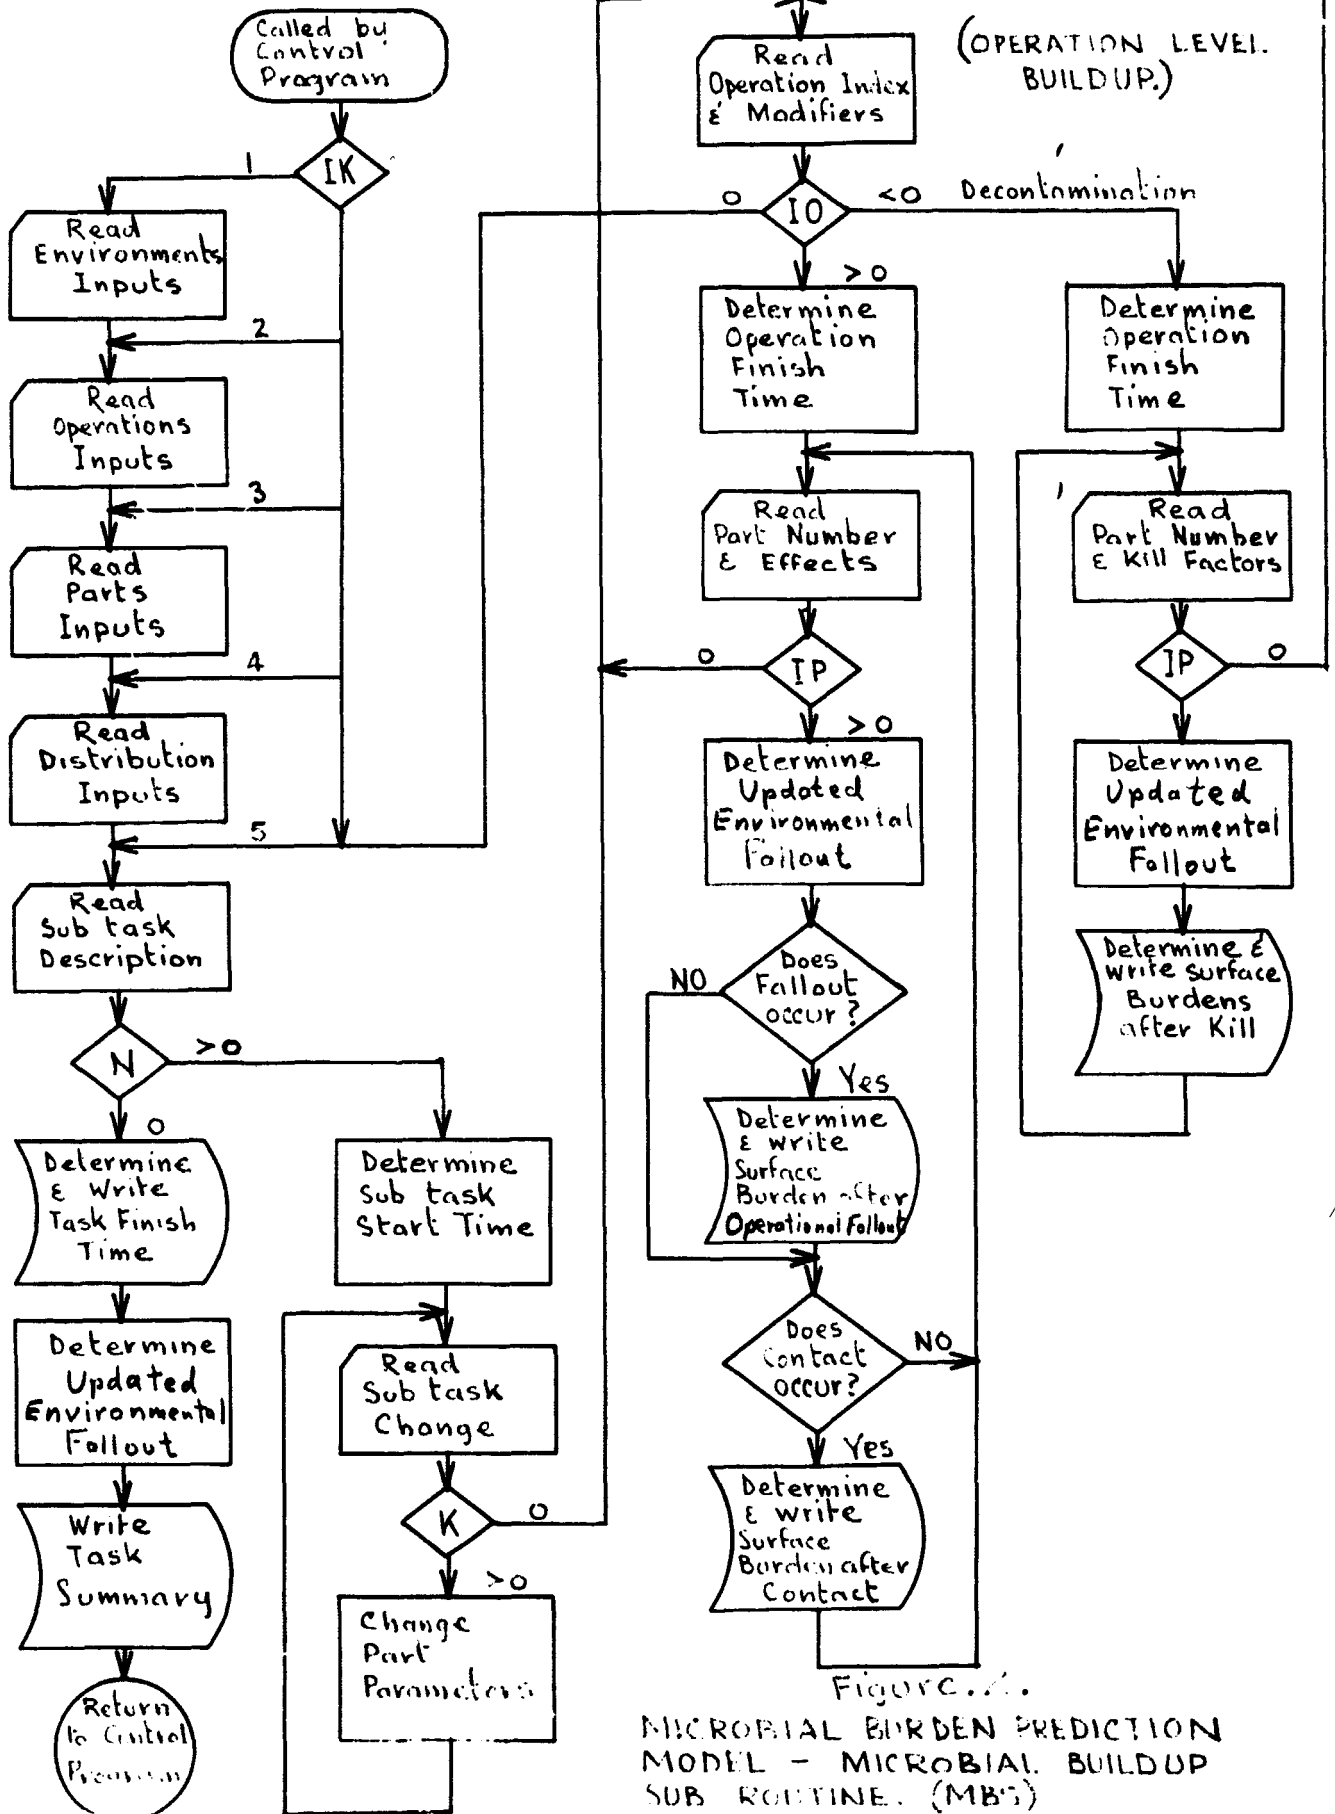 Called by
Control
Program
IK
1
Read
Environments
Inputs
2
Read
Operations
Inputs
3
Read
Parts
Inputs
4
Read
Distribution
Inputs
5
Read
Sub task
Description
N
>0
0
Determine
& Write
Task Finish
Time
Determine
Updated
Environmental
Fallout
Write
Task
Summary
Return
to Control
Program
Determine
Sub task
Start Time
Read
Sub task
Change
K
0
>0
Change
Part
Parameters
(OPERATION LEVEL
BUILDUP.)
Read
Operation Index
& Modifiers
IO
0
<0
Decontamination
>0
Determine
Operation
Finish
Time
Read
Part Number
& Effects
IP
0
>0
Determine
Updated
Environmental
Fallout
Does
Fallout
occur?
NO
Yes
Determine
& write
Surface
Burden after
Operational Fallout
Does
Contact
occur?
NO
Yes
Determine
& write
Surface
Burden after
Contact
Determine
Operation
Finish
Time
Read
Part Number
& Kill Factors
IP
0
Determine
Updated
Environmental
Fallout
Determine &
write surface
Burdens
after Kill
Figure
MICROBIAL BURDEN PREDICTION
MODEL - MICROBIAL BUILDUP
SUB ROUTINE. (MBS)